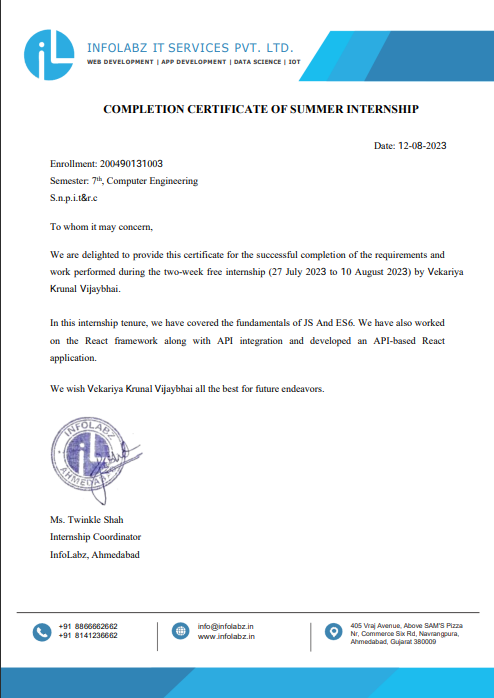 iL
INFOLABZ IT SERVICES PVT. LTD.
WEB DEVELOPMENT | APP DEVELOPMENT | DATA SCIENCE | IOT
COMPLETION CERTIFICATE OF SUMMER INTERNSHIP
Date: 12-08-2023
Enrollment: 200490131003
Semester: 7th, Computer Engineering
S.n.p.i.t&r.c
To whom it may concern,
We are delighted to provide this certificate for the successful completion of the requirements and
work performed during the two-week free internship (27 July 2023 to 10 August 2023) by Vekariya
Krunal Vijaybhai.
In this internship tenure, we have covered the fundamentals of JS And ES6. We have also worked
on the React framework along with API integration and developed an API-based React
application.
We wish Vekariya Krunal Vijaybhai all the best for future endeavors.
INFOLABZ
iL
AHMEDABAD
Ms. Twinkle Shah
Internship Coordinator
InfoLabz, Ahmedabad
+91 8866662662
+91 8141236662
info@infolabz.in
www.infolabz.in
405 Vraj Avenue, Above SAM'S Pizza
Nr, Commerce Six Rd, Navrangpura,
Ahmedabad, Gujarat 380009